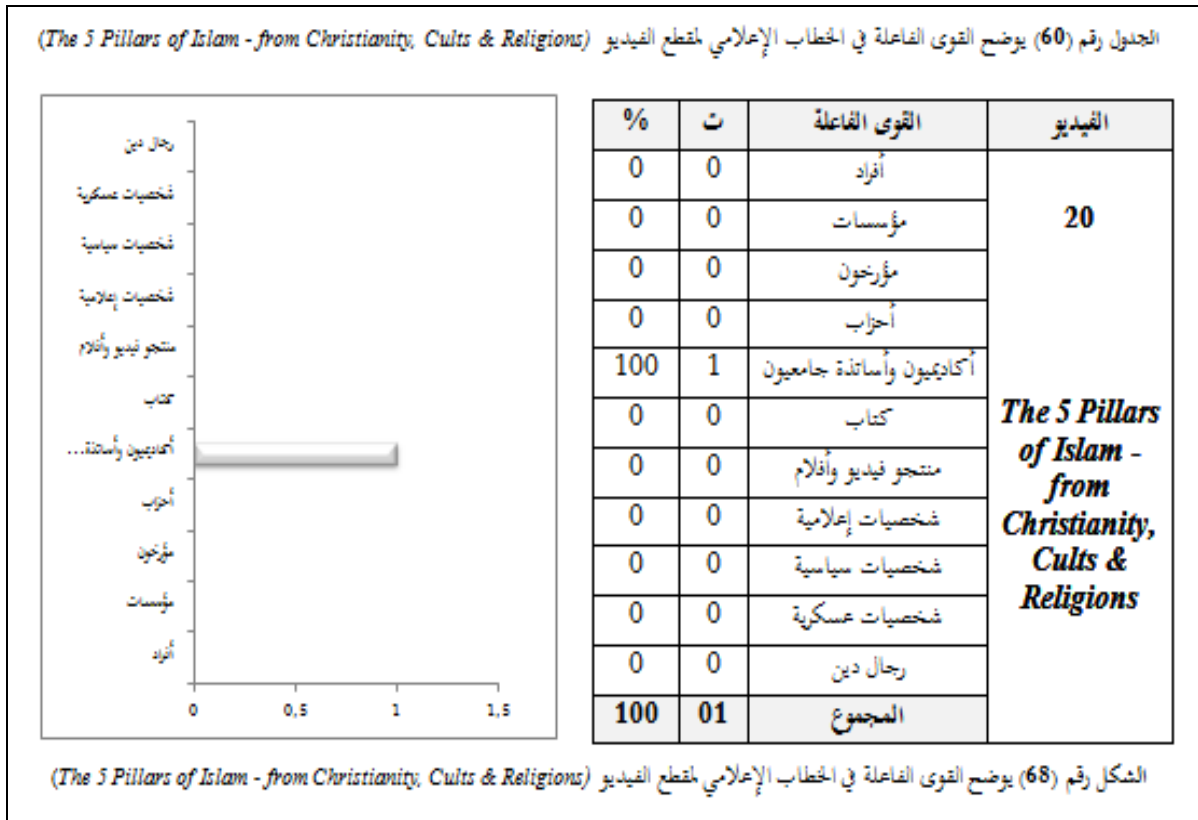 الجدول رقم (60) يوضح القوى الفاعلة في الخطاب الإعلامي لمقطع الفيديو (The 5 Pillars of Islam - from Christianity, Cults & Religions)
الفيديو القوى الفاعلة ت %
20
The 5 Pillars
of Islam -
from
Christianity,
Cults &
Religions
أفراد 0 0
مؤسسات 0 0
مؤرخون 0 0
أحزاب 0 0
أكاديميون وأساتذة جامعيون 1 100
كتاب 0 0
منتجو فيديو وأفلام 0 0
شخصيات إعلامية 0 0
شخصيات سياسية 0 0
شخصيات عسكرية 0 0
رجال دين 0 0
المجموع 01 100
رجال دين
شخصيات عسكرية
شخصيات سياسية
شخصيات إعلامية
منتجو فيديو وأفلام
كتاب
أكاديميون وأساتذة...
أحزاب
مؤرخون
مؤسسات
أفراد
0 0,5 1 1,5
الشكل رقم (68) يوضح القوى الفاعلة في الخطاب الإعلامي لمقطع الفيديو (The 5 Pillars of Islam - from Christianity, Cults & Religions)